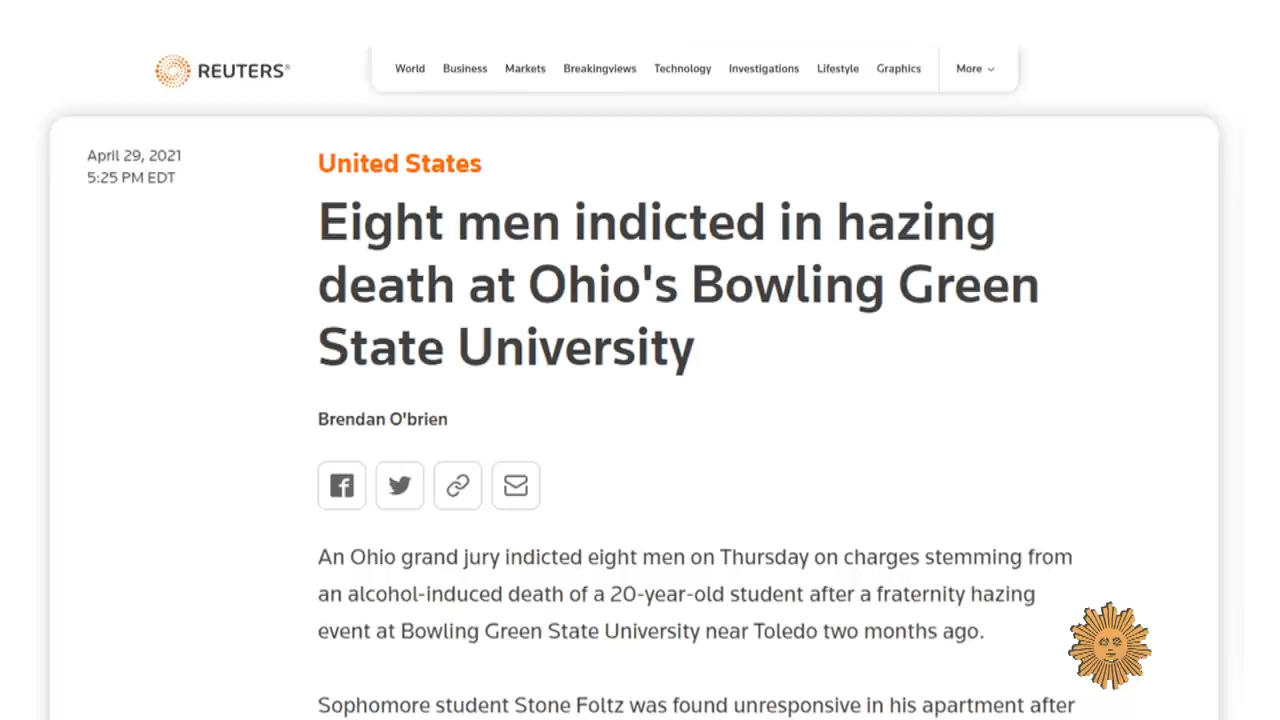 REUTERS®
World Business Markets Breakingviews Technology Investigations Lifestyle Graphics More
April 29, 2021
5:25 PM EDT
United States
Eight men indicted in hazing
death at Ohio's Bowling Green
State University
Brendan O'brien
An Ohio grand jury indicted eight men on Thursday on charges stemming from
an alcohol-induced death of a 20-year-old student after a fraternity hazing
event at Bowling Green State University near Toledo two months ago.
Sophomore student Stone Foltz was found unresponsive in his apartment after